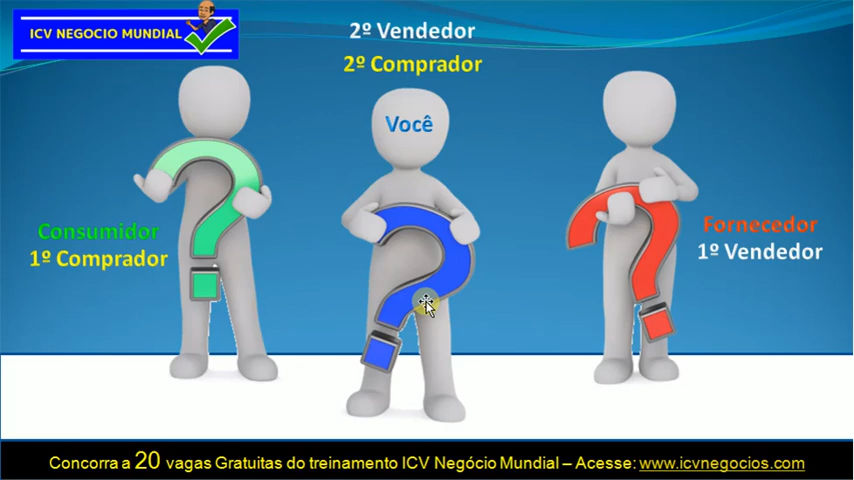 ICV NEGOCIO MUNDIAL
2º Vendedor
2º Comprador
Você
Consumidor
1º Comprador
Fornecedor
1º Vendedor
Concorra a 20 vagas Gratuitas do treinamento ICV Negócio Mundial – Acesse: www.icvnegocios.com